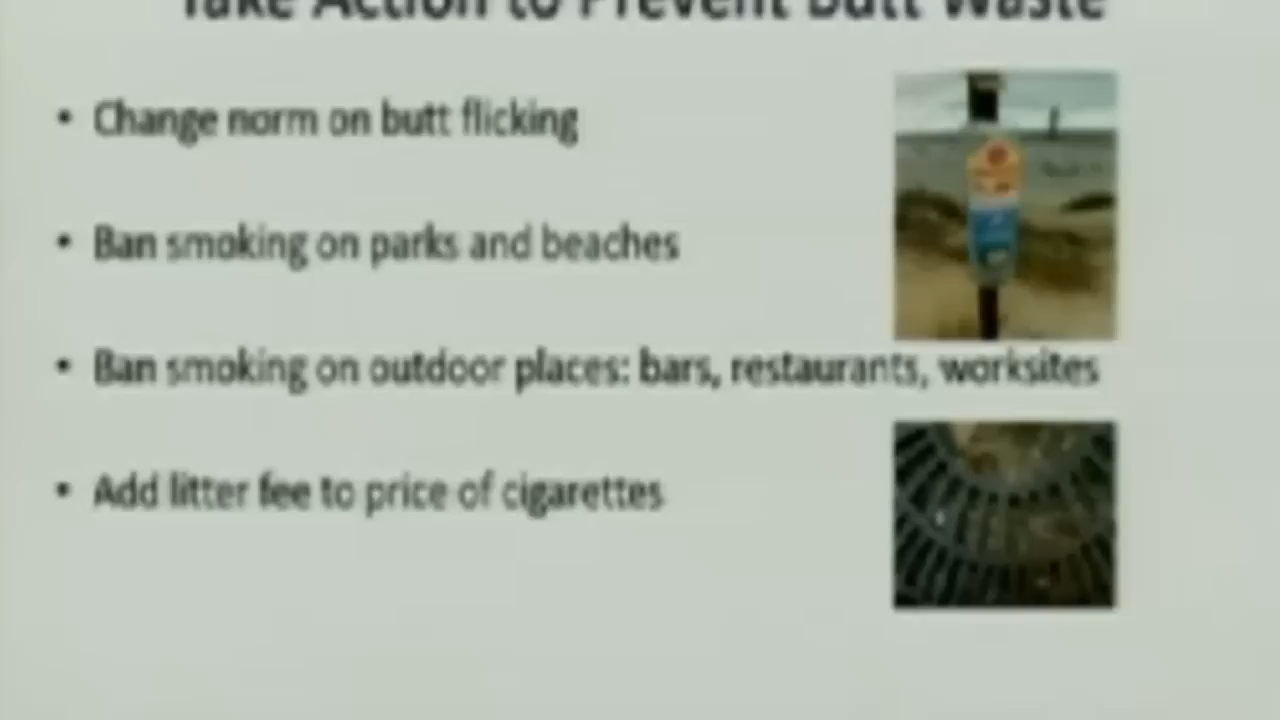 Take Action to Prevent Butt Waste
• Change norm on butt flicking
• Ban smoking on parks and beaches
• Ban smoking on outdoor places: bars, restaurants, worksites
• Add litter fee to price of cigarettes